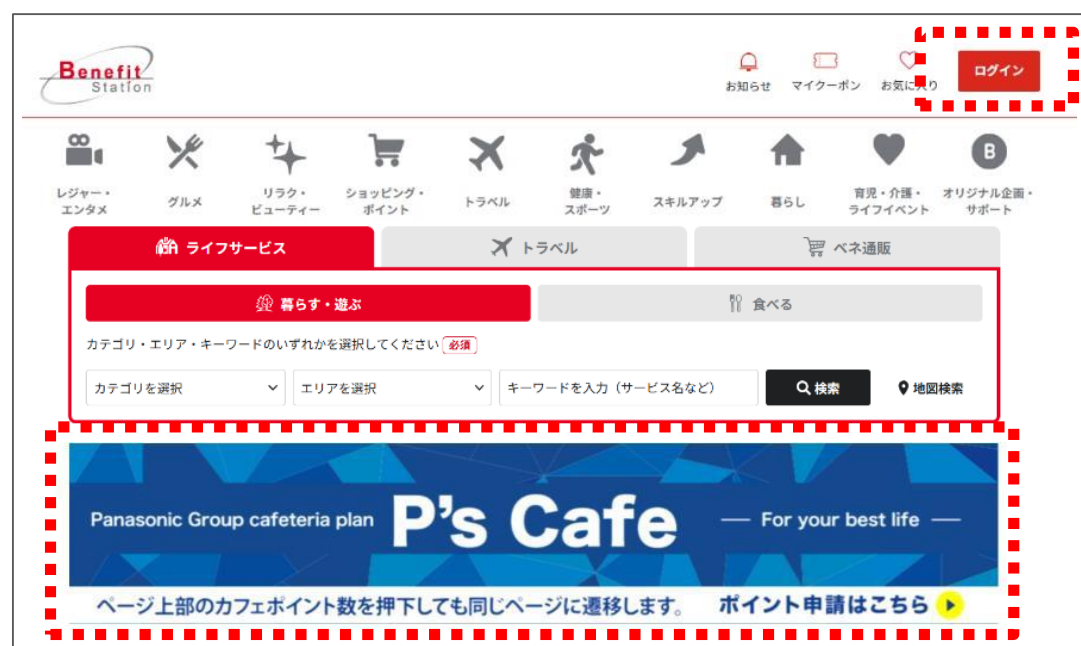 Benefit
Station
お知らせ
マイクーポン
お気に入り
ログイン
レジャー・
エンタメ
グルメ
リラク・
ビューティー
ショッピング・
ポイント
トラベル
健康・
スポーツ
スキルアップ
暮らし
育児・介護・
ライフイベント
B
オリジナル企画・
サポート
ライフサービス
トラベル
ベネ通販
暮らす・遊ぶ
食べる
カテゴリ・エリア・キーワードのいずれかを選択してください 必須
カテゴリを選択
エリアを選択
キーワードを入力（サービス名など）
検索
地図検索
Panasonic Group cafeteria plan P's Cafe — For your best life —
ページ上部のカフェポイント数を押下しても同じページに遷移します。 ポイント申請はこちら